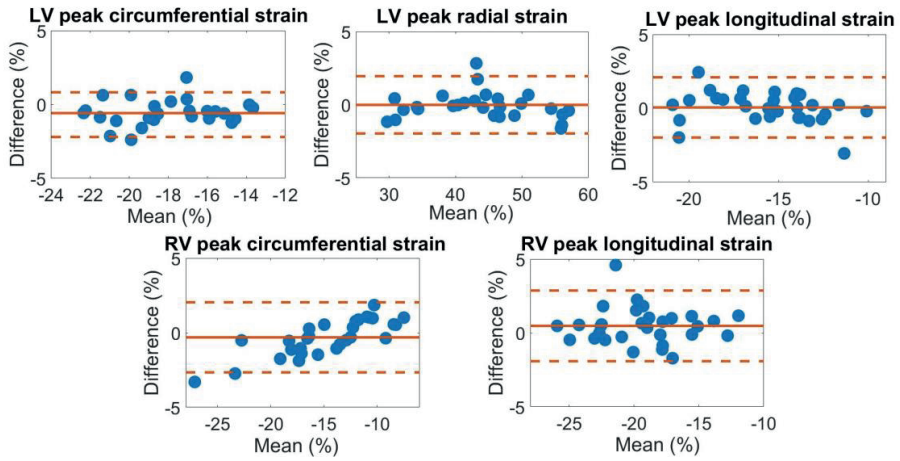 LV peak circumferential strain
5
0
-5
Difference (%)
-24 -22 -20 -18 -16 -14 -12
Mean (%)
LV peak radial strain
5
0
-5
Difference (%)
30 40 50 60
Mean (%)
LV peak longitudinal strain
5
0
-5
Difference (%)
-20 -15 -10
Mean (%)
RV peak circumferential strain
5
0
-5
Difference (%)
-25 -20 -15 -10
Mean (%)
RV peak longitudinal strain
5
0
-5
Difference (%)
-25 -20 -15 -10
Mean (%)